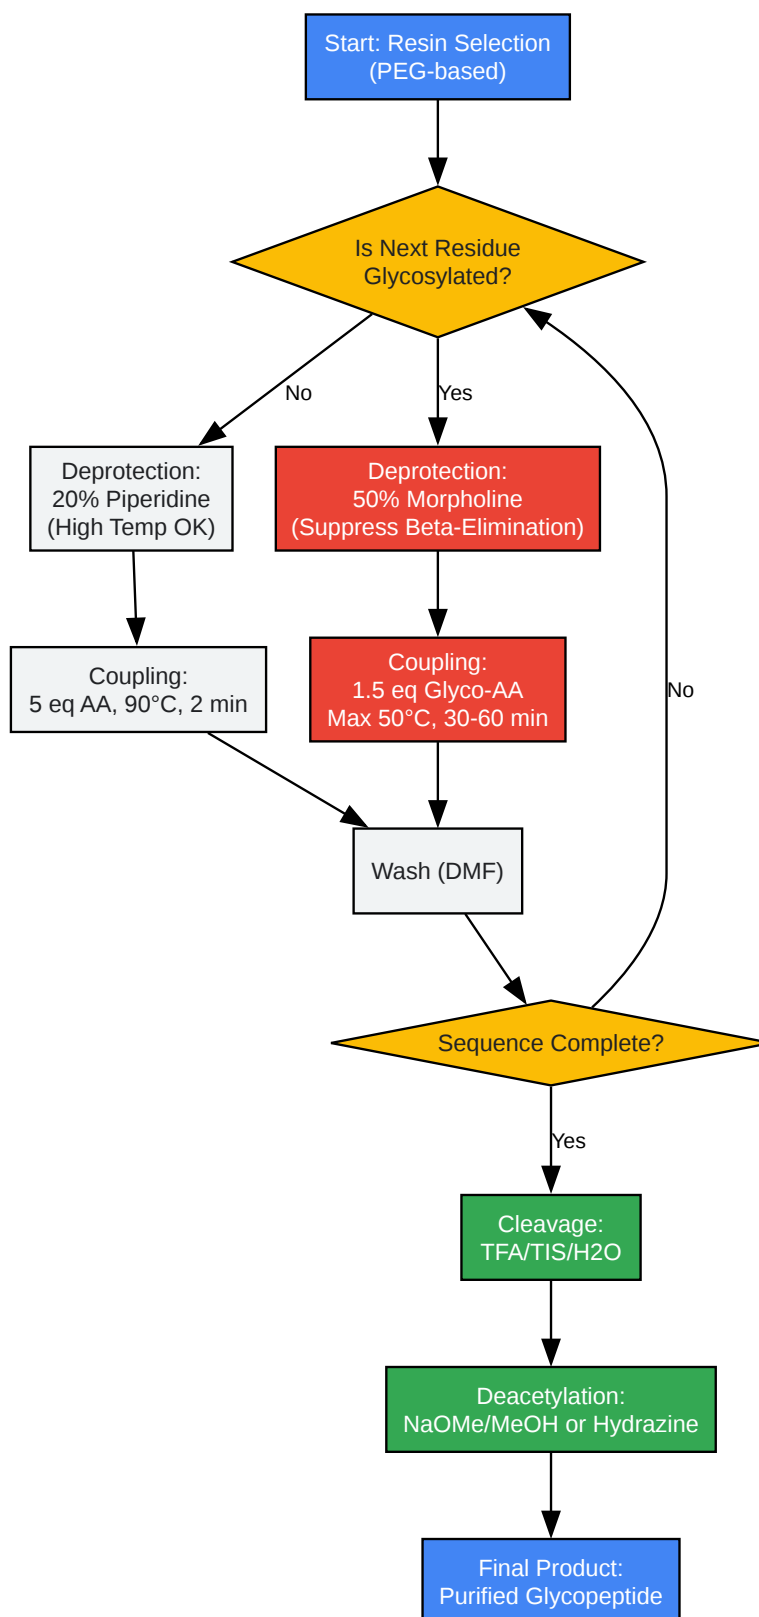 Start: Resin Selection
(PEG-based)
Is Next Residue
Glycosylated?
No
Yes
Deprotection:
20% Piperidine
(High Temp OK)
Deprotection:
50% Morpholine
(Suppress Beta-Elimination)
Coupling:
5 eq AA, 90°C, 2 min
Coupling:
1.5 eq Glyco-AA
Max 50°C, 30-60 min
No
Wash (DMF)
Sequence Complete?
Yes
Cleavage:
TFA/TIS/H2O
Deacetylation:
NaOMe/MeOH or Hydrazine
Final Product:
Purified Glycopeptide